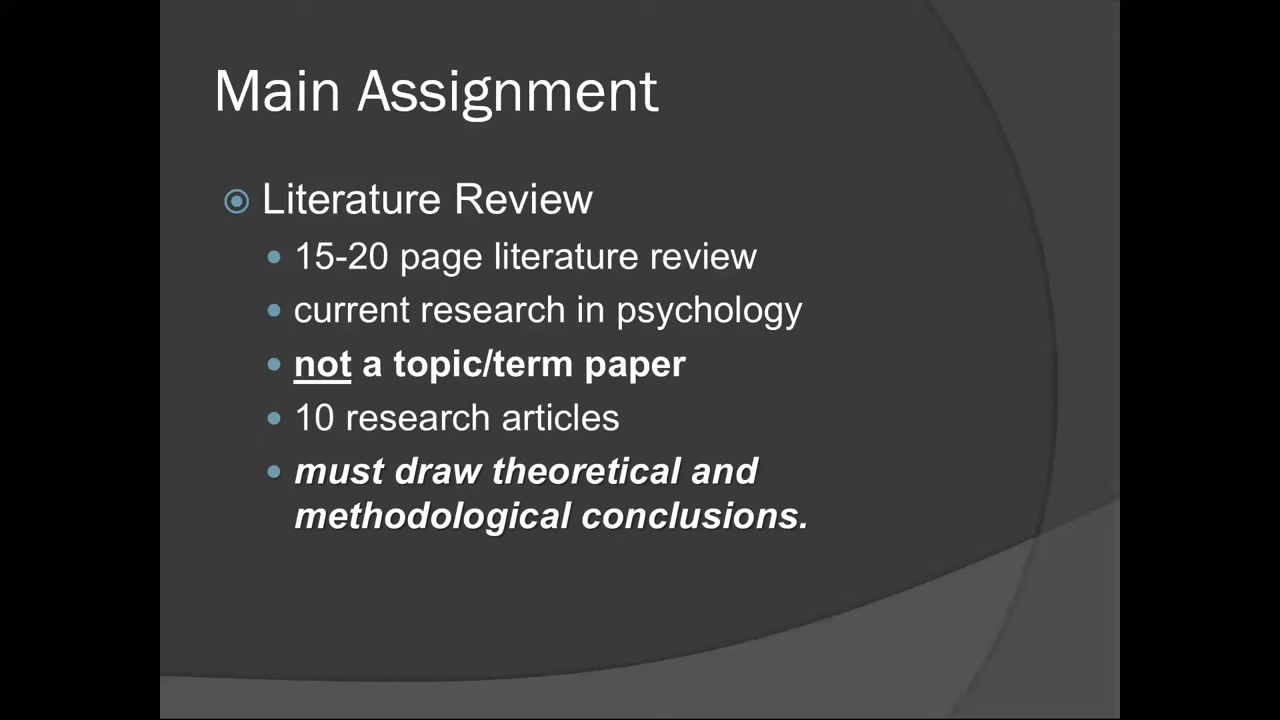 Main Assignment
Literature Review
15-20 page literature review
current research in psychology
not a topic/term paper
10 research articles
must draw theoretical and
methodological conclusions.